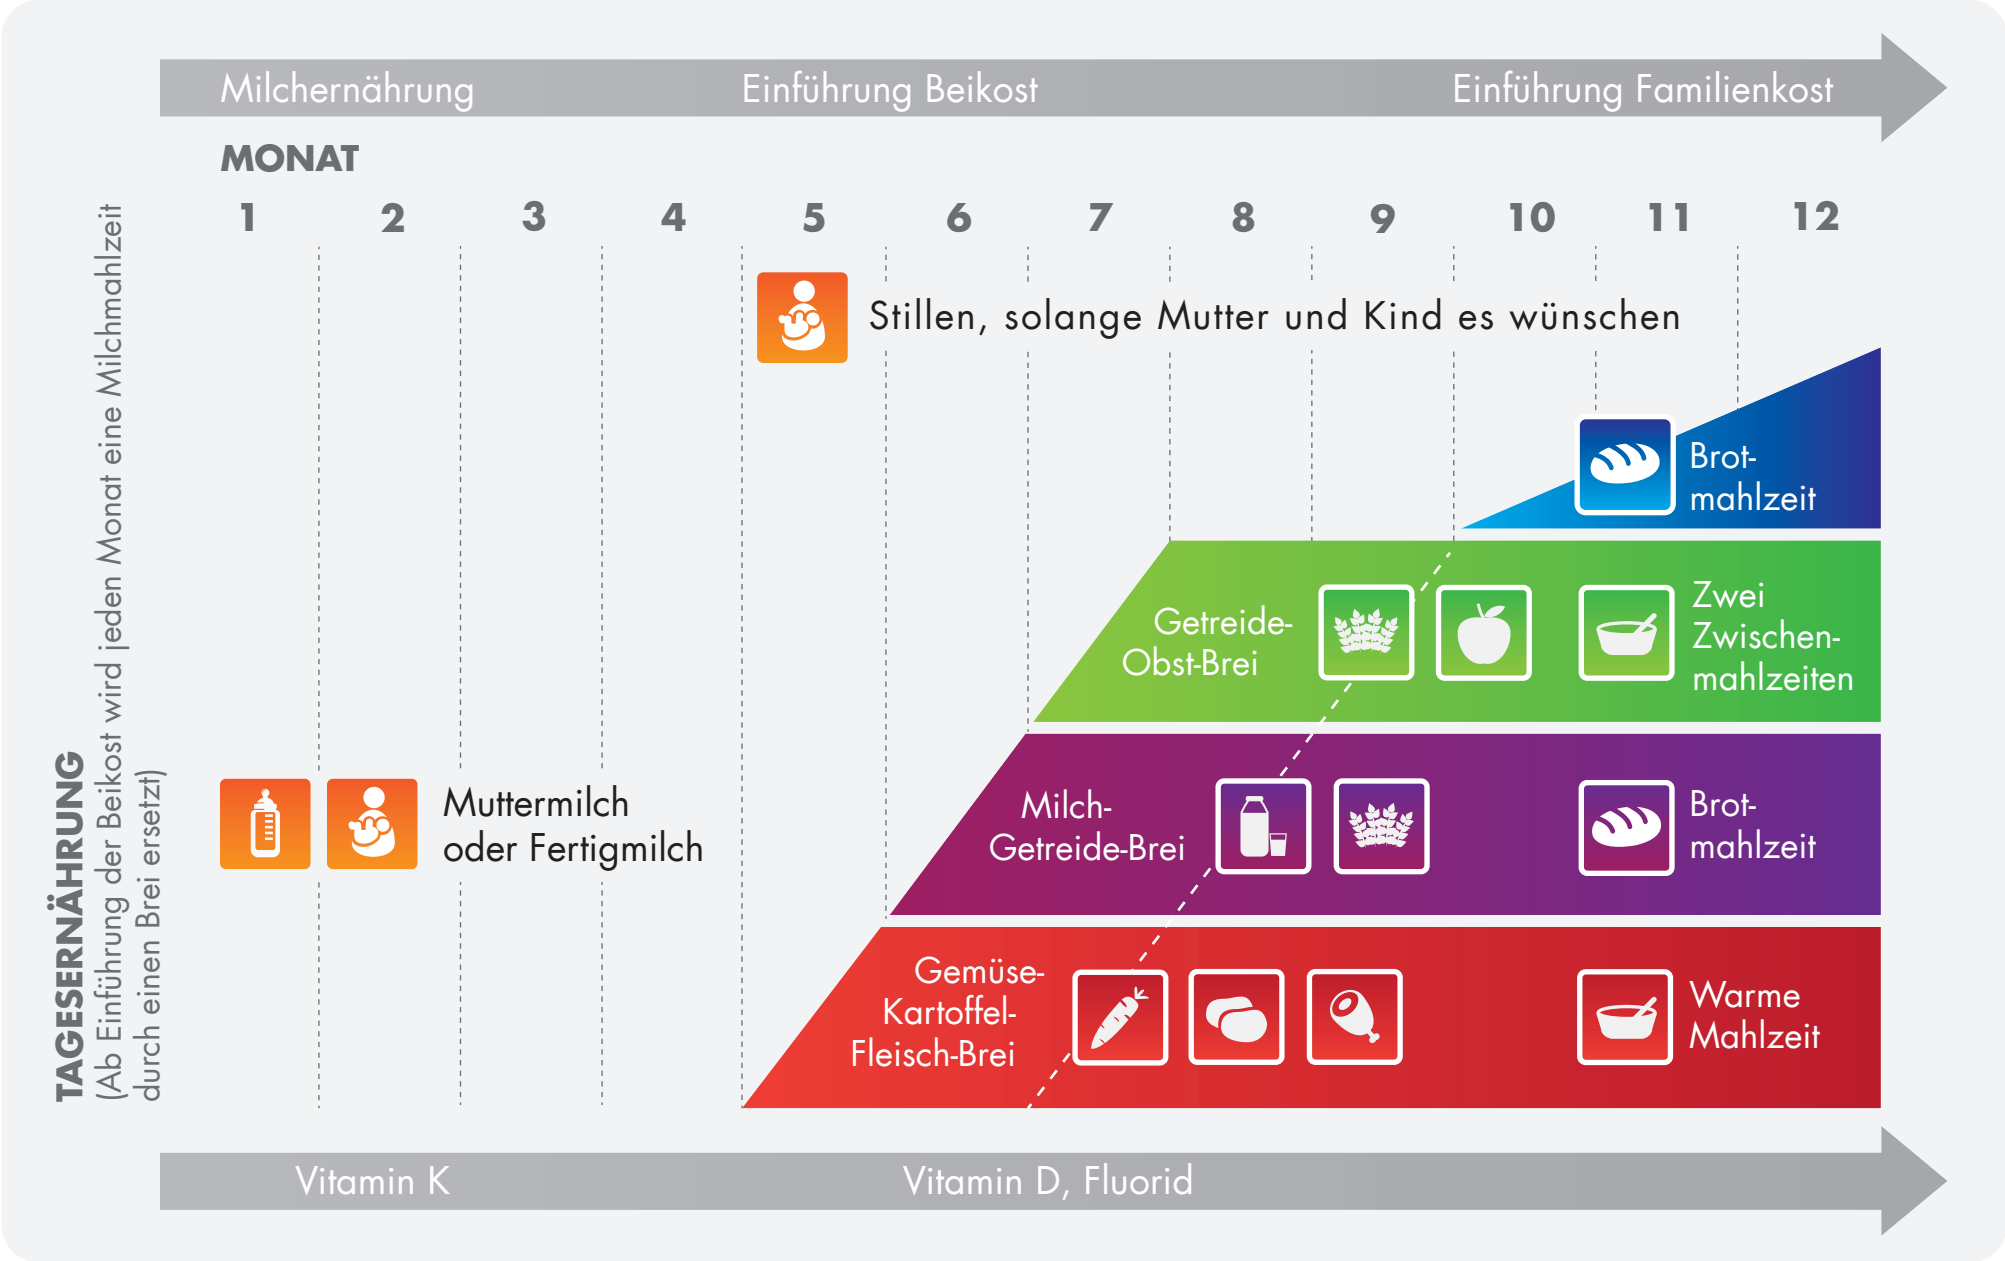 Milchernährung
Einführung Beikost
Einführung Familienkost
MONAT
1 2 3 4 5 6 7 8 9 10 11 12
Stillen, solange Mutter und Kind es wünschen
Brot-
mahlzeit
Getreide-
Obst-Brei
Zwei
Zwischen-
mahlzeiten
Muttermilch
oder Fertigmilch
Milch-
Getreide-Brei
Brot-
mahlzeit
Gemüse-
Kartoffel-
Fleisch-Brei
Warme
Mahlzeit
TAGESERNÄHRUNG
(Ab Einführung der Beikost wird jeden Monat eine Milchmahlzeit
durch einen Brei ersetzt)
Vitamin K
Vitamin D, Fluorid